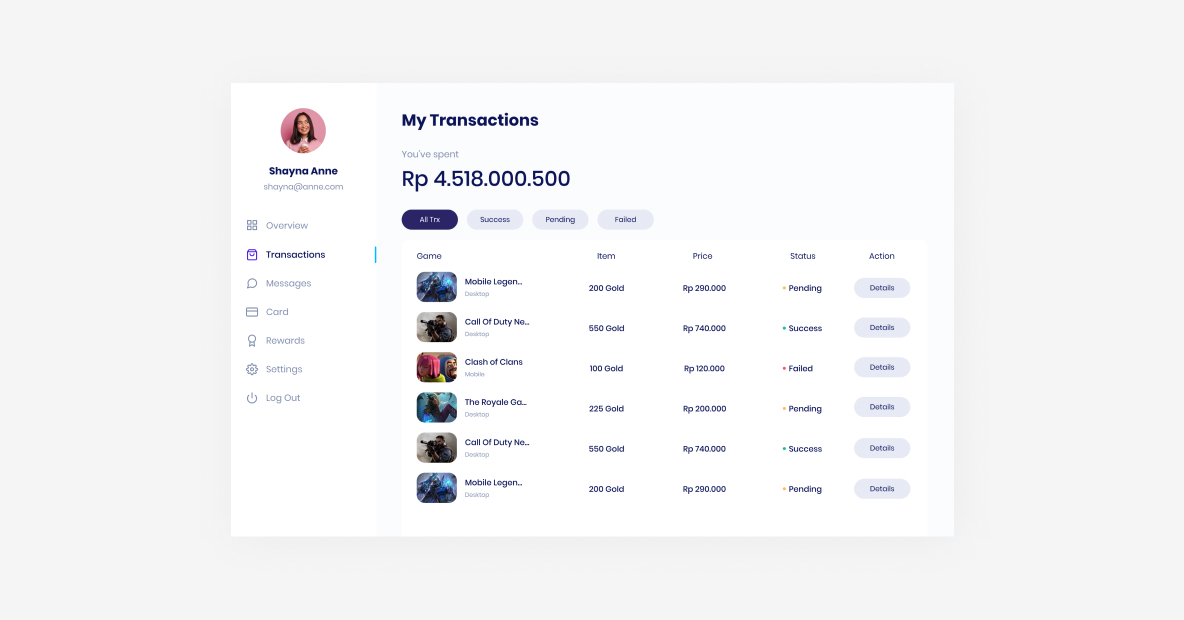 Shayna Anne
shayna@anne.com
Overview
Transactions
Messages
Card
Rewards
Settings
Log Out
My Transactions
You've spent
Rp 4.518.000.500
All Trx Success Pending Failed
Game Item Price Status Action
Mobile Legen...
Desktop
200 Gold Rp 290.000 Pending Details
Call Of Duty Ne...
Desktop
550 Gold Rp 740.000 Success Details
Clash of Clans
Mobile
100 Gold Rp 120.000 Failed Details
The Royale Ga...
Desktop
225 Gold Rp 200.000 Pending Details
Call Of Duty Ne...
Desktop
550 Gold Rp 740.000 Success Details
Mobile Legen...
Desktop
200 Gold Rp 290.000 Pending Details